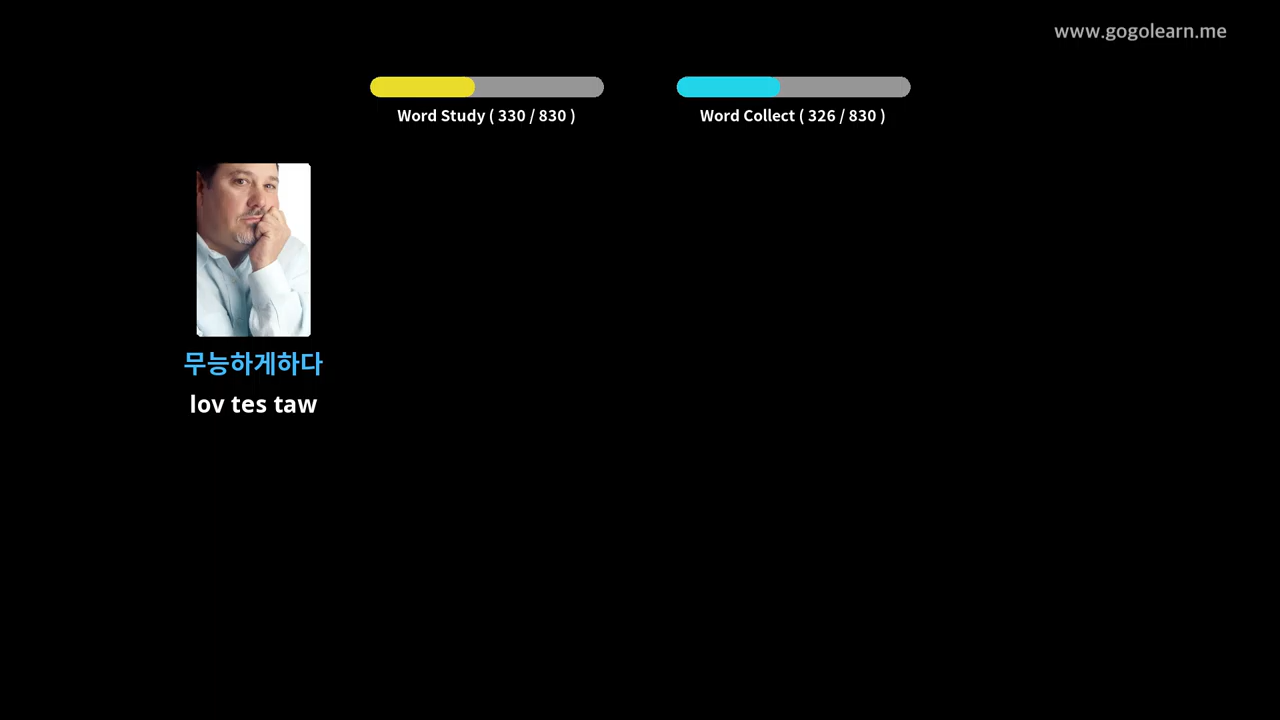 www.gogolearn.me
Word Study ( 330 / 830 )
Word Collect ( 326 / 830 )
무능하게하다
lov tes taw